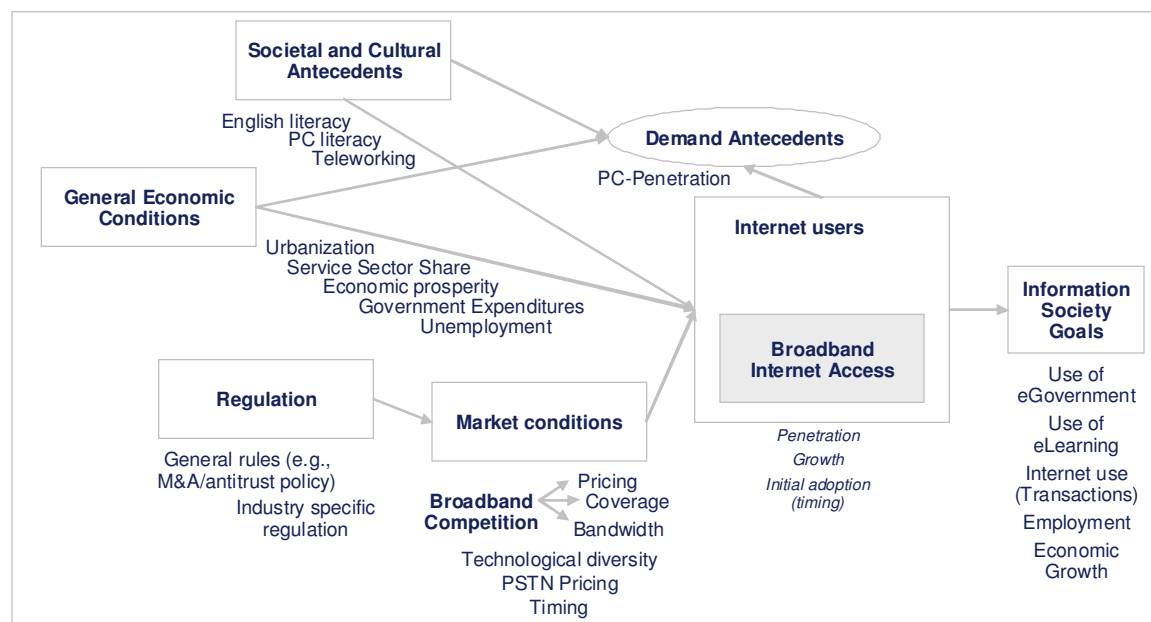 Societal and Cultural
Antecedents
English literacy
PC literacy
Teleworking
Demand Antecedents
PC-Penetration
General Economic
Conditions
Urbanization
Service Sector Share
Economic prosperity
Government Expenditures
Unemployment
Internet users
Broadband
Internet Access
Penetration
Growth
Initial adoption
(timing)
Information
Society
Goals
Use of
eGovernment
Use of
eLearning
Internet use
(Transactions)
Employment
Economic
Growth
Regulation
General rules (e.g.,
M&A/antitrust policy)
Industry specific
regulation
Market conditions
Broadband
Competition
Pricing
Coverage
Bandwidth
Technological diversity
PSTN Pricing
Timing